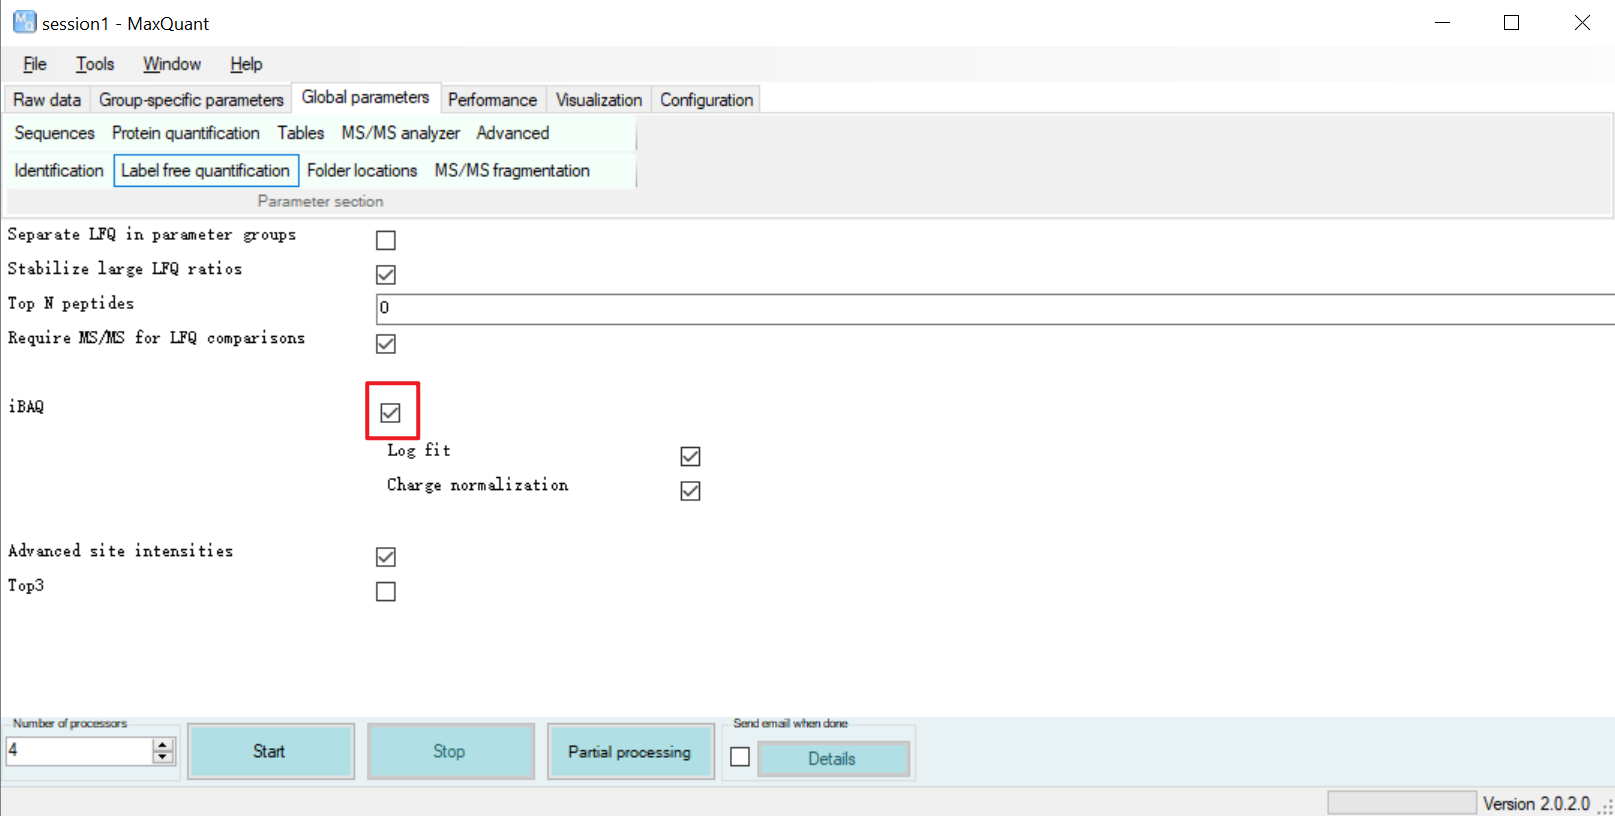 session1 - MaxQuant
File Tools Window Help
Raw data Group-specific parameters Global parameters Performance Visualization Configuration
Sequences Protein quantification Tables MS/MS analyzer Advanced
Identification Label free quantification Folder locations MS/MS fragmentation
Parameter section
Separate LFQ in parameter groups
Stabilize large LFQ ratios
Top N peptides 0
Require MS/MS for LFQ comparisons
iBAQ
Log fit
Charge normalization
Advanced site intensities
Top3
Number of processors Send email when done
4 Start Stop Partial processing Details
Version 2.0.2.0